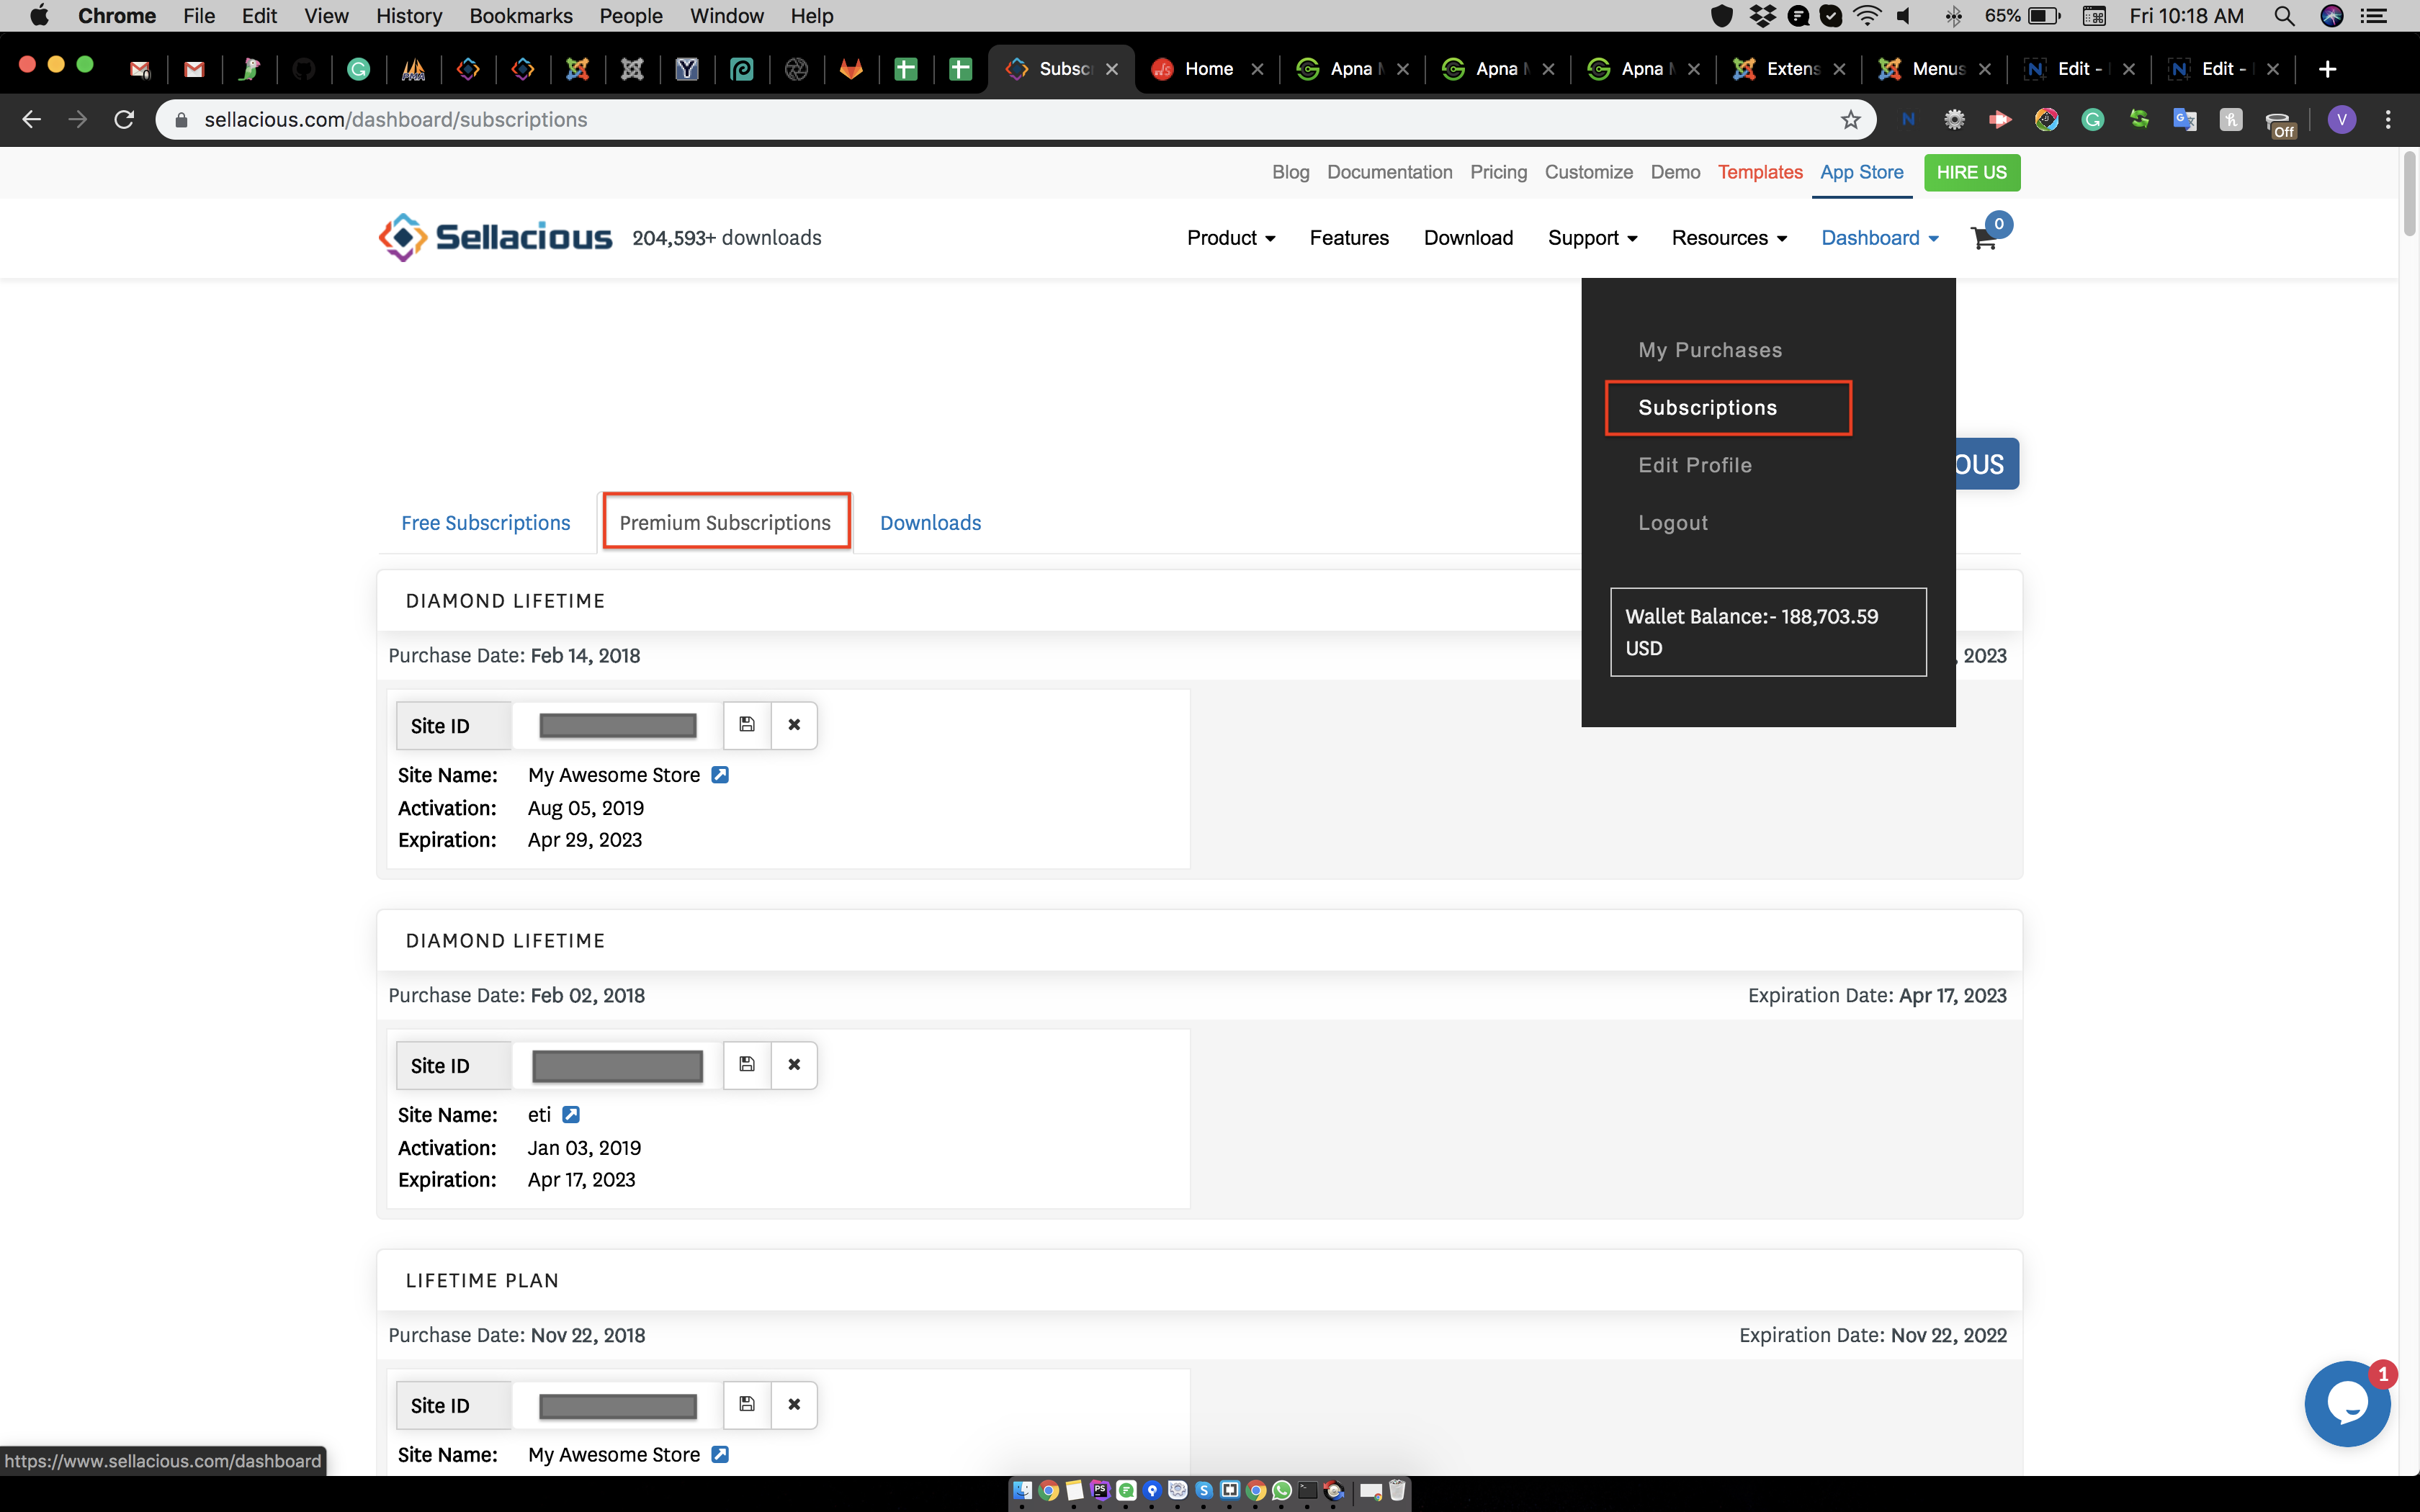 Chrome File Edit View History Bookmarks People Window Help 65% Fri 10:18 AM
Subsc Home Apna Apna Apna Extens Menus Edit - Edit -
sellacious.com/dashboard/subscriptions Off V
Blog Documentation Pricing Customize Demo Templates App Store HIRE US
Sellacious 204,593+ downloads Product Features Download Support Resources Dashboard 0
My Purchases
Subscriptions
Edit Profile
OUS
Logout
Wallet Balance:- 188,703.59
USD
Free Subscriptions Premium Subscriptions Downloads
DIAMOND LIFETIME
Purchase Date: Feb 14, 2018 , 2023
Site ID
Site Name: My Awesome Store
Activation: Aug 05, 2019
Expiration: Apr 29, 2023
DIAMOND LIFETIME
Purchase Date: Feb 02, 2018 Expiration Date: Apr 17, 2023
Site ID
Site Name: eti
Activation: Jan 03, 2019
Expiration: Apr 17, 2023
LIFETIME PLAN
Purchase Date: Nov 22, 2018 Expiration Date: Nov 22, 2022
Site ID
Site Name: My Awesome Store
1
https://www.sellacious.com/dashboard